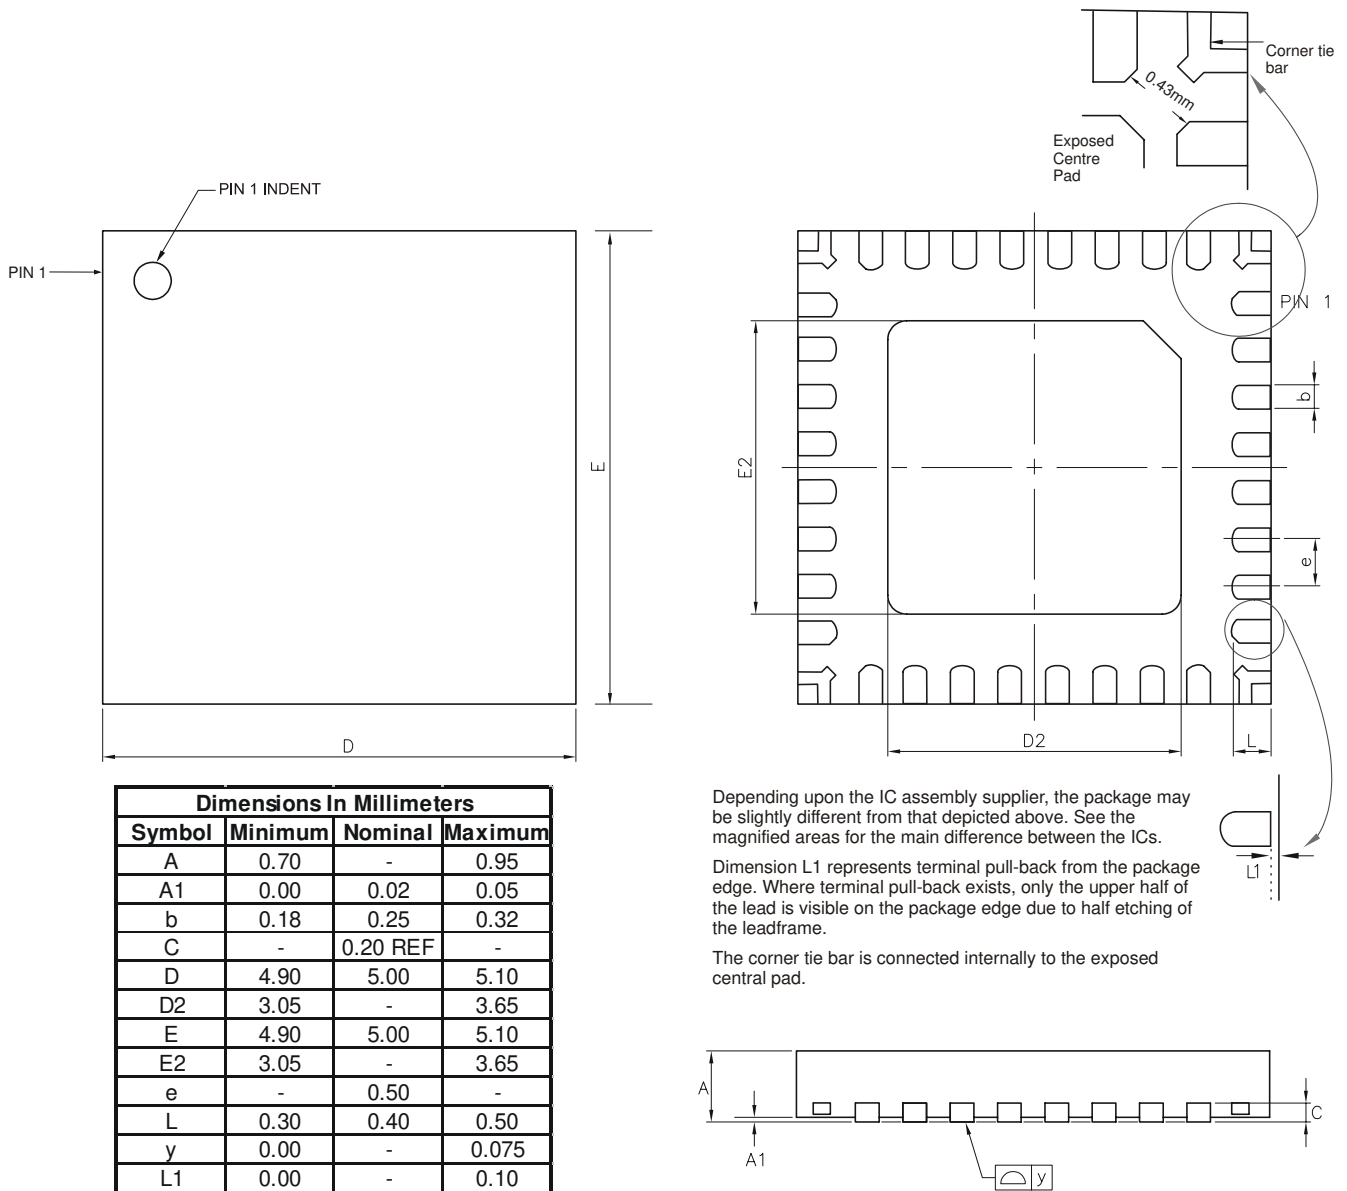 Corner tie
bar
0.43mm
Exposed
Centre
Pad
PIN 1 INDENT
PIN 1
E
D
PIN 1
b
E2
e
D2
L
L1
Dimensions In Millimeters
Symbol Minimum Nominal Maximum
A 0.70 - 0.95
A1 0.00 0.02 0.05
b 0.18 0.25 0.32
C - 0.20 REF -
D 4.90 5.00 5.10
D2 3.05 - 3.65
E 4.90 5.00 5.10
E2 3.05 - 3.65
e - 0.50 -
L 0.30 0.40 0.50
y 0.00 - 0.075
L1 0.00 - 0.10
Depending upon the IC assembly supplier, the package may
be slightly different from that depicted above. See the
magnified areas for the main difference between the ICs.
Dimension L1 represents terminal pull-back from the package
edge. Where terminal pull-back exists, only the upper half of
the lead is visible on the package edge due to half etching of
the leadframe.
The corner tie bar is connected internally to the exposed
central pad.
A
C
A1
y